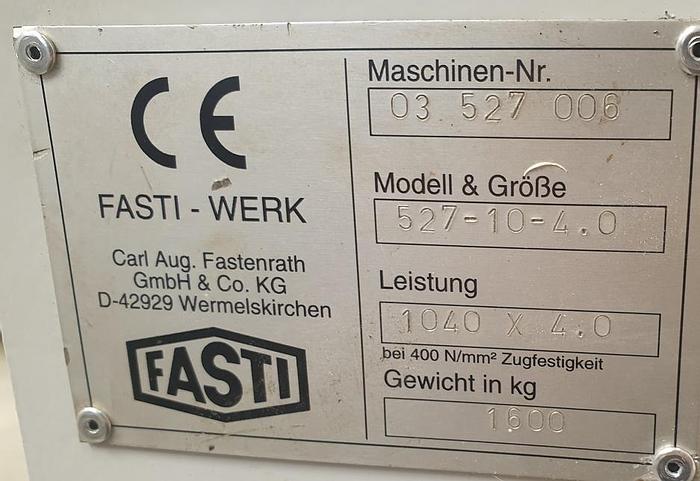 CE
FASTI - WERK
Carl Aug. Fastenrath
GmbH & Co. KG
D-42929 Wermelskirchen
FASTI
Maschinen-Nr.
03 527 006
Modell & Größe
527-10-4.0
Leistung
1040 X 4.0
bei 400 N/mm² Zugfestigkeit
Gewicht in kg
1600